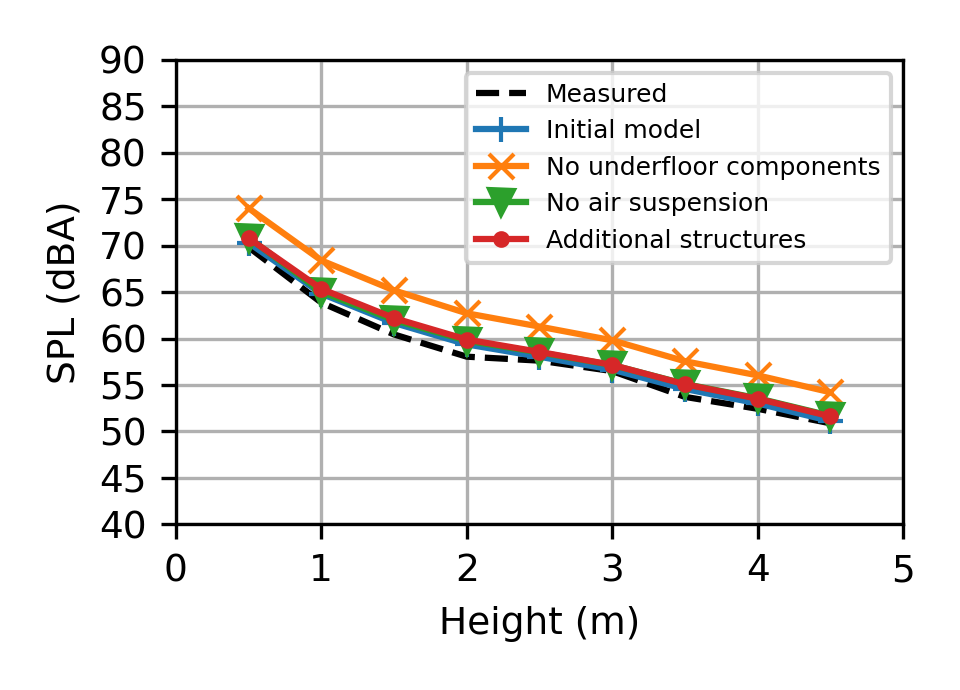 90
85
80
75
70
65
60
55
50
45
40
SPL (dBA)
0 1 2 3 4 5
Height (m)
Measured
Initial model
No underfloor components
No air suspension
Additional structures